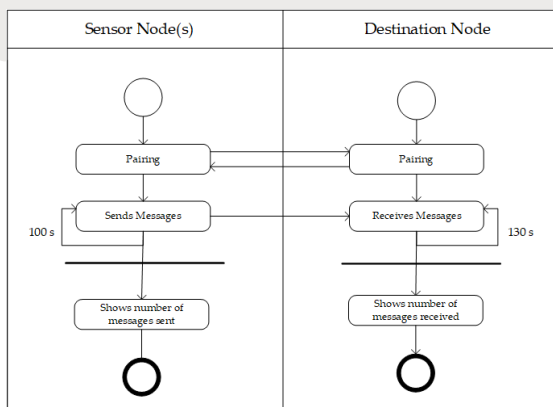 Sensor Node(s)
Destination Node
Pairing
Pairing
Sends Messages
Receives Messages
100 s
130 s
Shows number of
messages sent
Shows number of
messages received